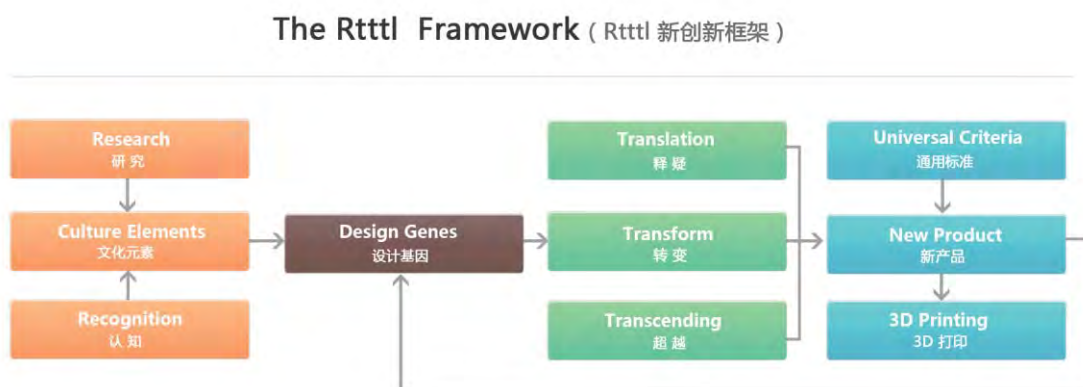 The Rtttl Framework ( Rtttl 新创新框架 )
Research
研 究
Culture Elements
文化元素
Recognition
认 知
Design Genes
设计基因
Translation
释 疑
Transform
转 变
Transcending
超 越
Universal Criteria
通用标准
New Product
新产品
3D Printing
3D 打印